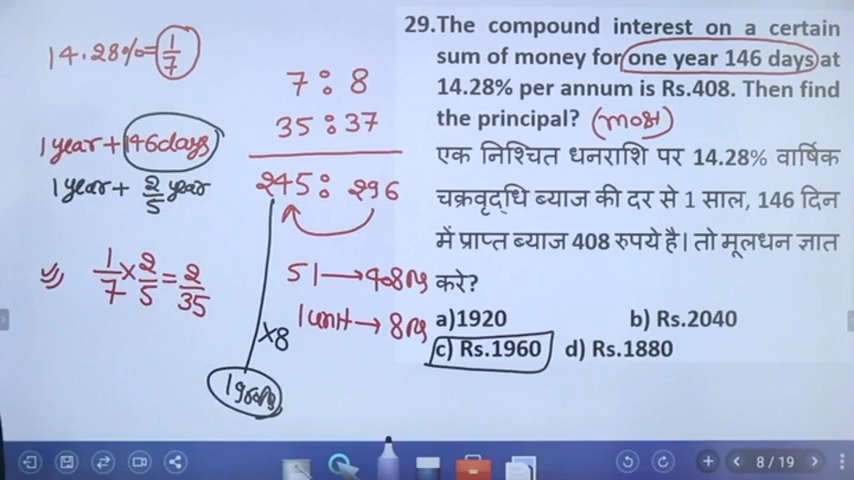 14.28%=1/7
7:8
35:37
1year+146days
1year+2/5 year
245:296
1/7×2/5=2/35
51→408Rs
1unit→8Rs
×8
1960Rs
29.The compound interest on a certain
sum of money for one year 146 days at
14.28% per annum is Rs.408. Then find
the principal? (most)
एक निश्चित धनराशि पर 14.28% वार्षिक
चक्रवृद्धि ब्याज की दर से 1 साल, 146 दिन
में प्राप्त ब्याज 408 रुपये है। तो मूलधन ज्ञात
करे?
a)1920 b) Rs.2040
c) Rs.1960 d) Rs.1880
8 / 19